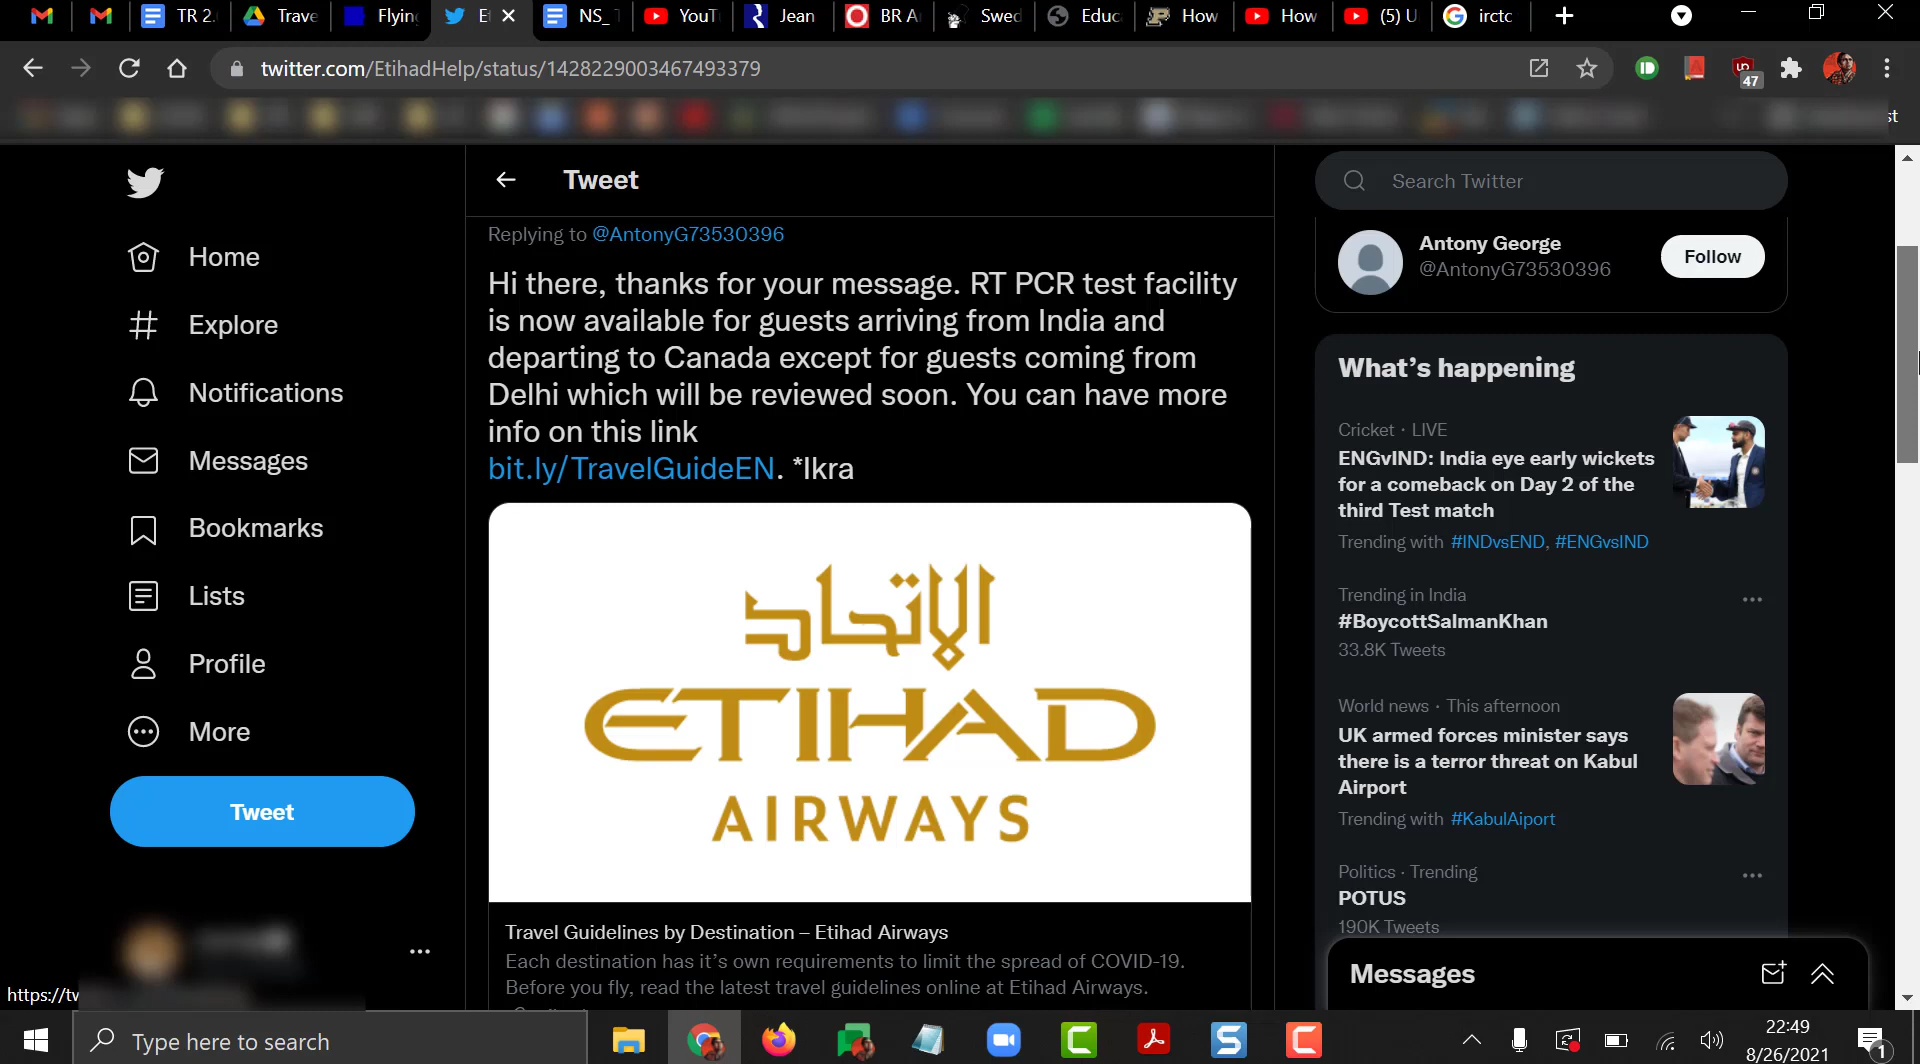 TR 2.
Trave
Flying
Et
NS_ T
YouTu
Jean
BR A
Swed
Educ
How
How
(5) U
irctc
twitter.com/EtihadHelp/status/1428229003467493379
47
st
Home
Explore
Notifications
Messages
Bookmarks
Lists
Profile
More
Tweet
https://tw
Tweet
Replying to @AntonyG73530396
Hi there, thanks for your message. RT PCR test facility
is now available for guests arriving from India and
departing to Canada except for guests coming from
Delhi which will be reviewed soon. You can have more
info on this link
bit.ly/TravelGuideEN. *Ikra
الإتحاد
ETIHAD
AIRWAYS
Travel Guidelines by Destination – Etihad Airways
Each destination has it’s own requirements to limit the spread of COVID-19.
Before you fly, read the latest travel guidelines online at Etihad Airways.
Search Twitter
Antony George
@AntonyG73530396
Follow
What’s happening
Cricket · LIVE
ENGvIND: India eye early wickets
for a comeback on Day 2 of the
third Test match
Trending with #INDvsEND, #ENGvsIND
Trending in India
#BoycottSalmanKhan
33.8K Tweets
World news · This afternoon
UK armed forces minister says
there is a terror threat on Kabul
Airport
Trending with #KabulAiport
Politics · Trending
POTUS
190K Tweets
Messages
Type here to search
22:49
8/26/2021
1